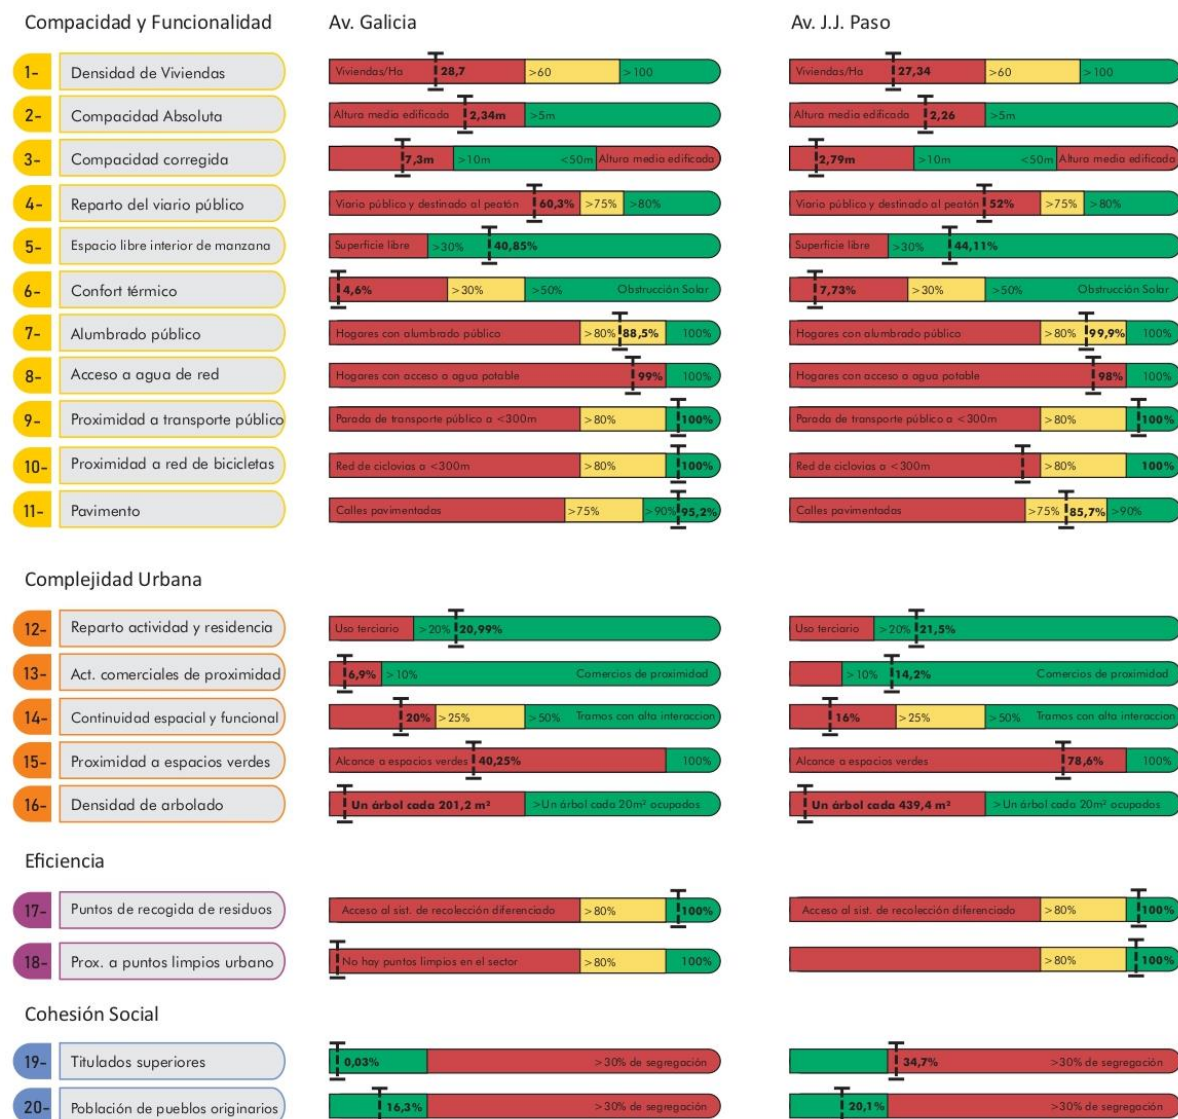 Compacidad y Funcionalidad Av. Galicia Av. J.J. Paso
1- Densidad de Viviendas Viviendas/Ha 28,7 >60 >100 Viviendas/Ha 27,34 >60 >100
2- Compacidad Absoluta Altura media edificada 2,34m >5m Altura media edificada 2,26 >5m
3- Compacidad corregida 7,3m >10m <50m Altura media edificada 2,79m >10m <50m Altura media edificada
4- Reparto del viario público Viario público y destinado al peatón 60,3% >75% >80% Viario público y destinado al peatón 52% >75% >80%
5- Espacio libre interior de manzana Superficie libre >30% 40,85% Superficie libre >30% 44,11%
6- Confort térmico 4,6% >30% >50% Obstrucción Solar 7,73% >30% >50% Obstrucción Solar
7- Alumbrado público Hogares con alumbrado público >80% 88,5% 100% Hogares con alumbrado público >80% 99,9% 100%
8- Acceso a agua de red Hogares con acceso a agua potable 99% 100% Hogares con acceso a agua potable 98% 100%
9- Proximidad a transporte público Parada de transporte público a <300m >80% 100% Parada de transporte público a <300m >80% 100%
10- Proximidad a red de bicicletas Red de ciclovias a <300m >80% 100% Red de ciclovias a <300m >80% 100%
11- Pavimento Calles pavimentadas >75% >90% 95,2% Calles pavimentadas >75% 85,7% >90%
Complejidad Urbana
12- Reparto actividad y residencia Uso terciario >20% 20,99% Uso terciario >20% 21,5%
13- Act. comerciales de proximidad 6,9% >10% Comercios de proximidad >10% 14,2% Comercios de proximidad
14- Continuidad espacial y funcional 20% >25% >50% Tramos con alta interaccion 16% >25% >50% Tramos con alta interaccion
15- Proximidad a espacios verdes Alcance a espacios verdes 40,25% 100% Alcance a espacios verdes 78,6% 100%
16- Densidad de arbolado Un árbol cada 201,2 m² >Un árbol cada 20m² ocupados Un árbol cada 439,4 m² >Un árbol cada 20m² ocupados
Eficiencia
17- Puntos de recogida de residuos Acceso al sist. de recolección diferenciado >80% 100% Acceso al sist. de recolección diferenciado >80% 100%
18- Prox. a puntos limpios urbano No hay puntos limpios en el sector >80% 100% >80% 100%
Cohesión Social
19- Titulados superiores 0,03% >30% de segregación 34,7% >30% de segregación
20- Población de pueblos originarios 16,3% >30% de segregación 20,1% >30% de segregación